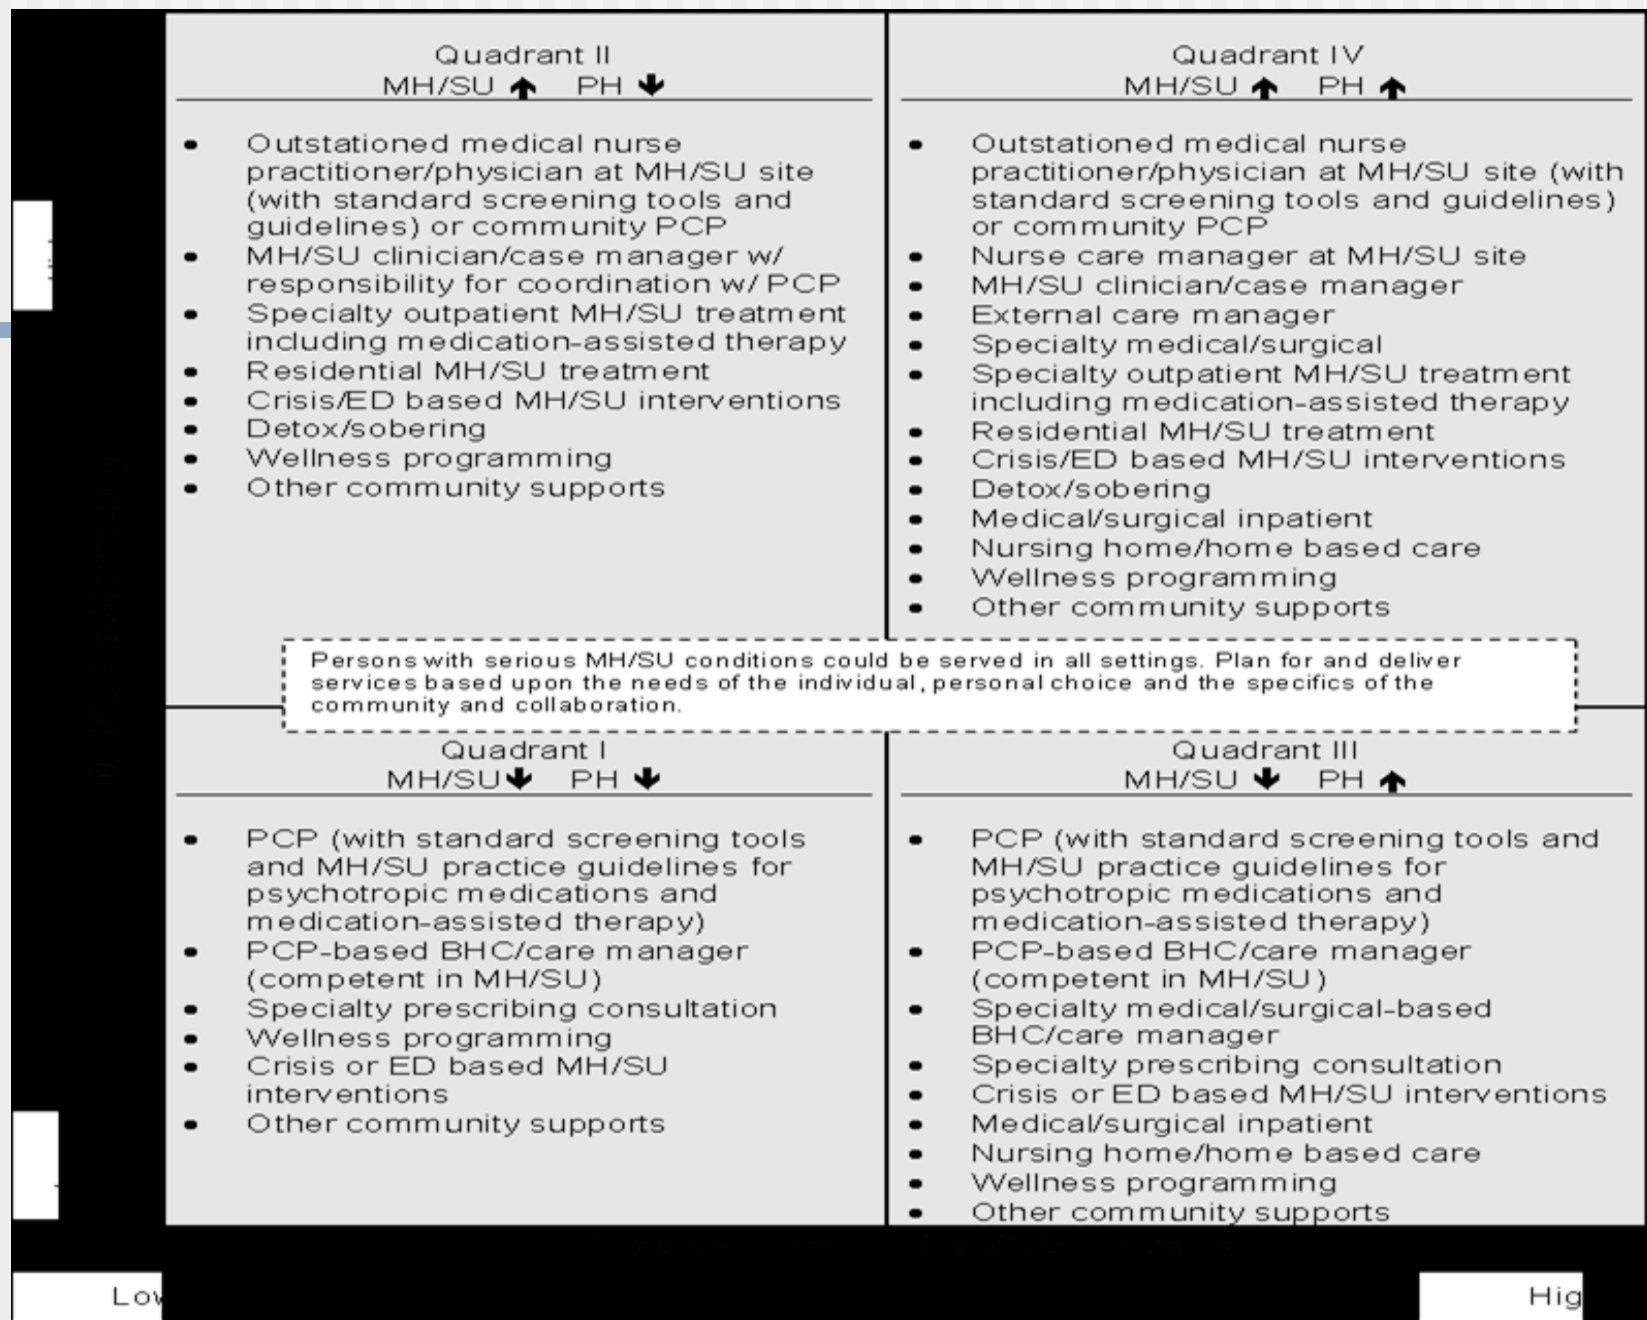 Quadrant II
MH/SU ↑ PH ↓
• Outstationed medical nurse
practitioner/physician at MH/SU site
(with standard screening tools and
guidelines) or community PCP
• MH/SU clinician/case manager w/
responsibility for coordination w/ PCP
• Specialty outpatient MH/SU treatment
including medication-assisted therapy
• Residential MH/SU treatment
• Crisis/ED based MH/SU interventions
• Detox/sobering
• Wellness programming
• Other community supports
Quadrant IV
MH/SU ↑ PH ↑
• Outstationed medical nurse
practitioner/physician at MH/SU site (with
standard screening tools and guidelines)
or community PCP
• Nurse care manager at MH/SU site
• MH/SU clinician/case manager
• External care manager
• Specialty medical/surgical
• Specialty outpatient MH/SU treatment
including medication-assisted therapy
• Residential MH/SU treatment
• Crisis/ED based MH/SU interventions
• Detox/sobering
• Medical/surgical inpatient
• Nursing home/home based care
• Wellness programming
• Other community supports
Persons with serious MH/SU conditions could be served in all settings. Plan for and deliver
services based upon the needs of the individual, personal choice and the specifics of the
community and collaboration.
Quadrant I
MH/SU ↓ PH ↓
• PCP (with standard screening tools
and MH/SU practice guidelines for
psychotropic medications and
medication-assisted therapy)
• PCP-based BHC/care manager
(competent in MH/SU)
• Specialty prescribing consultation
• Wellness programming
• Crisis or ED based MH/SU
interventions
• Other community supports
Quadrant III
MH/SU ↓ PH ↑
• PCP (with standard screening tools and
MH/SU practice guidelines for
psychotropic medications and
medication-assisted therapy)
• PCP-based BHC/care manager
(competent in MH/SU)
• Specialty medical/surgical-based
BHC/care manager
• Specialty prescribing consultation
• Crisis or ED based MH/SU interventions
• Medical/surgical inpatient
• Nursing home/home based care
• Wellness programming
• Other community supports
Lo
Hig